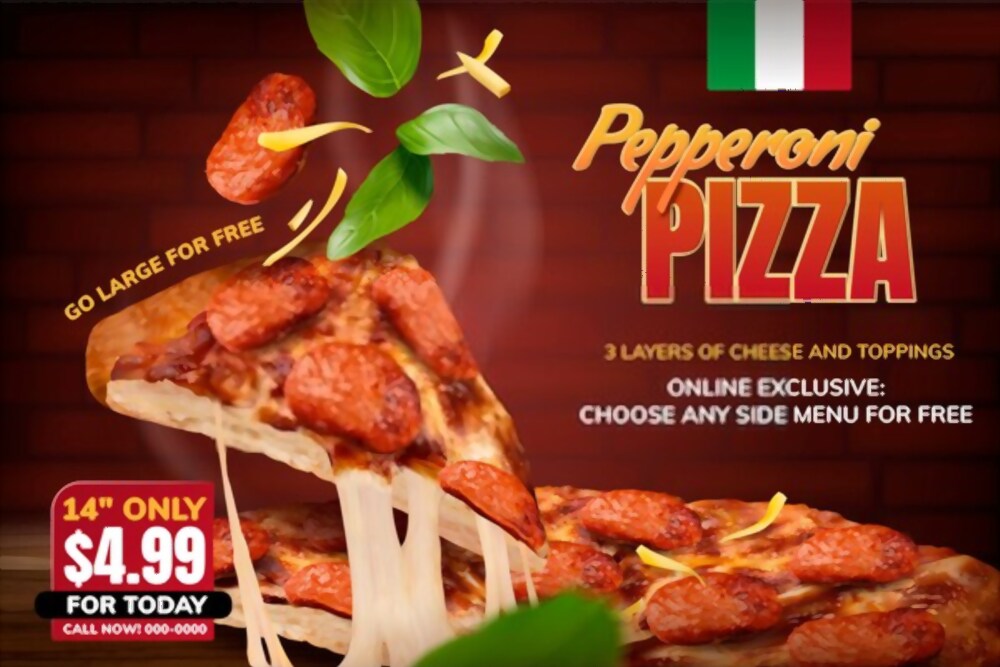 Pepperoni
PIZZA
GO LARGE FOR FREE
3 LAYERS OF CHEESE AND TOPPINGS
ONLINE EXCLUSIVE:
CHOOSE ANY SIDE MENU FOR FREE
14" ONLY
$4.99
FOR TODAY
CALL NOW! 000-0000